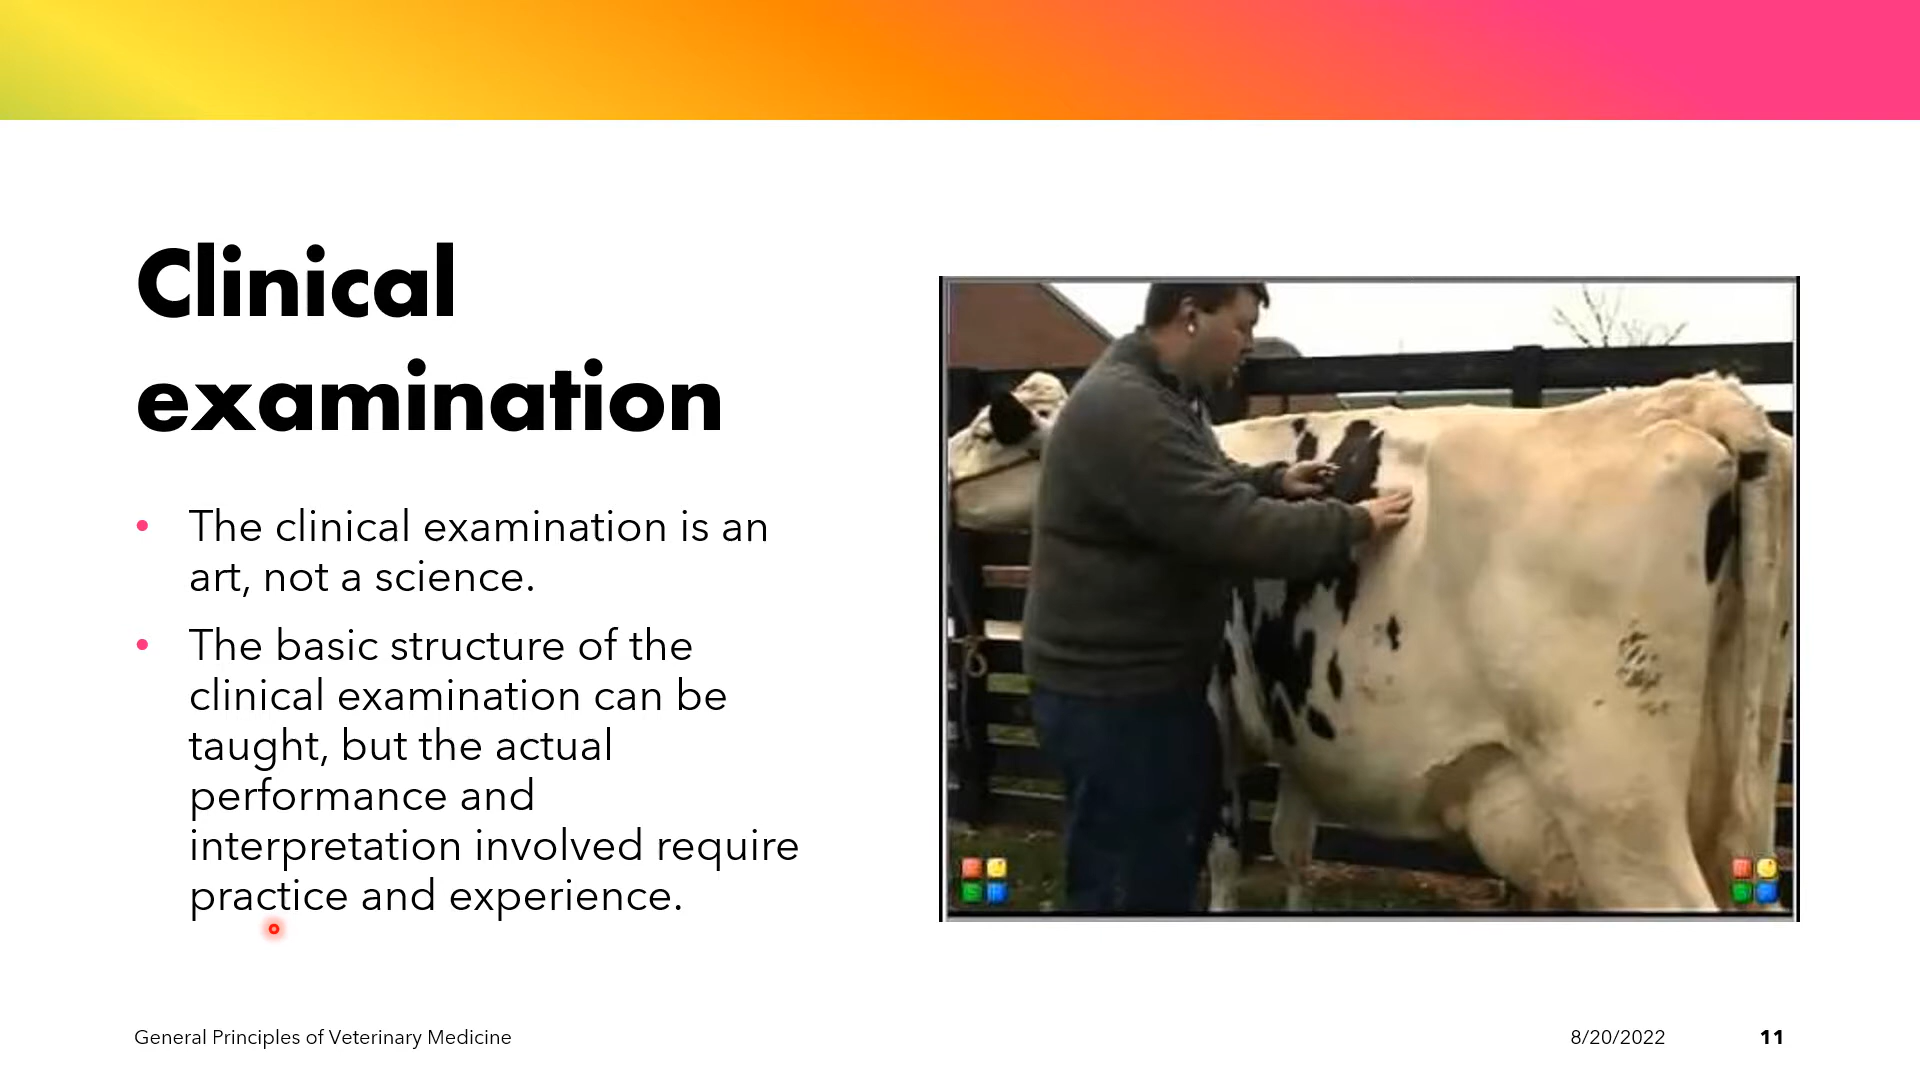 Clinical
examination
• The clinical examination is an
art, not a science.
• The basic structure of the
clinical examination can be
taught, but the actual
performance and
interpretation involved require
practice and experience.
General Principles of Veterinary Medicine
8/20/2022
11